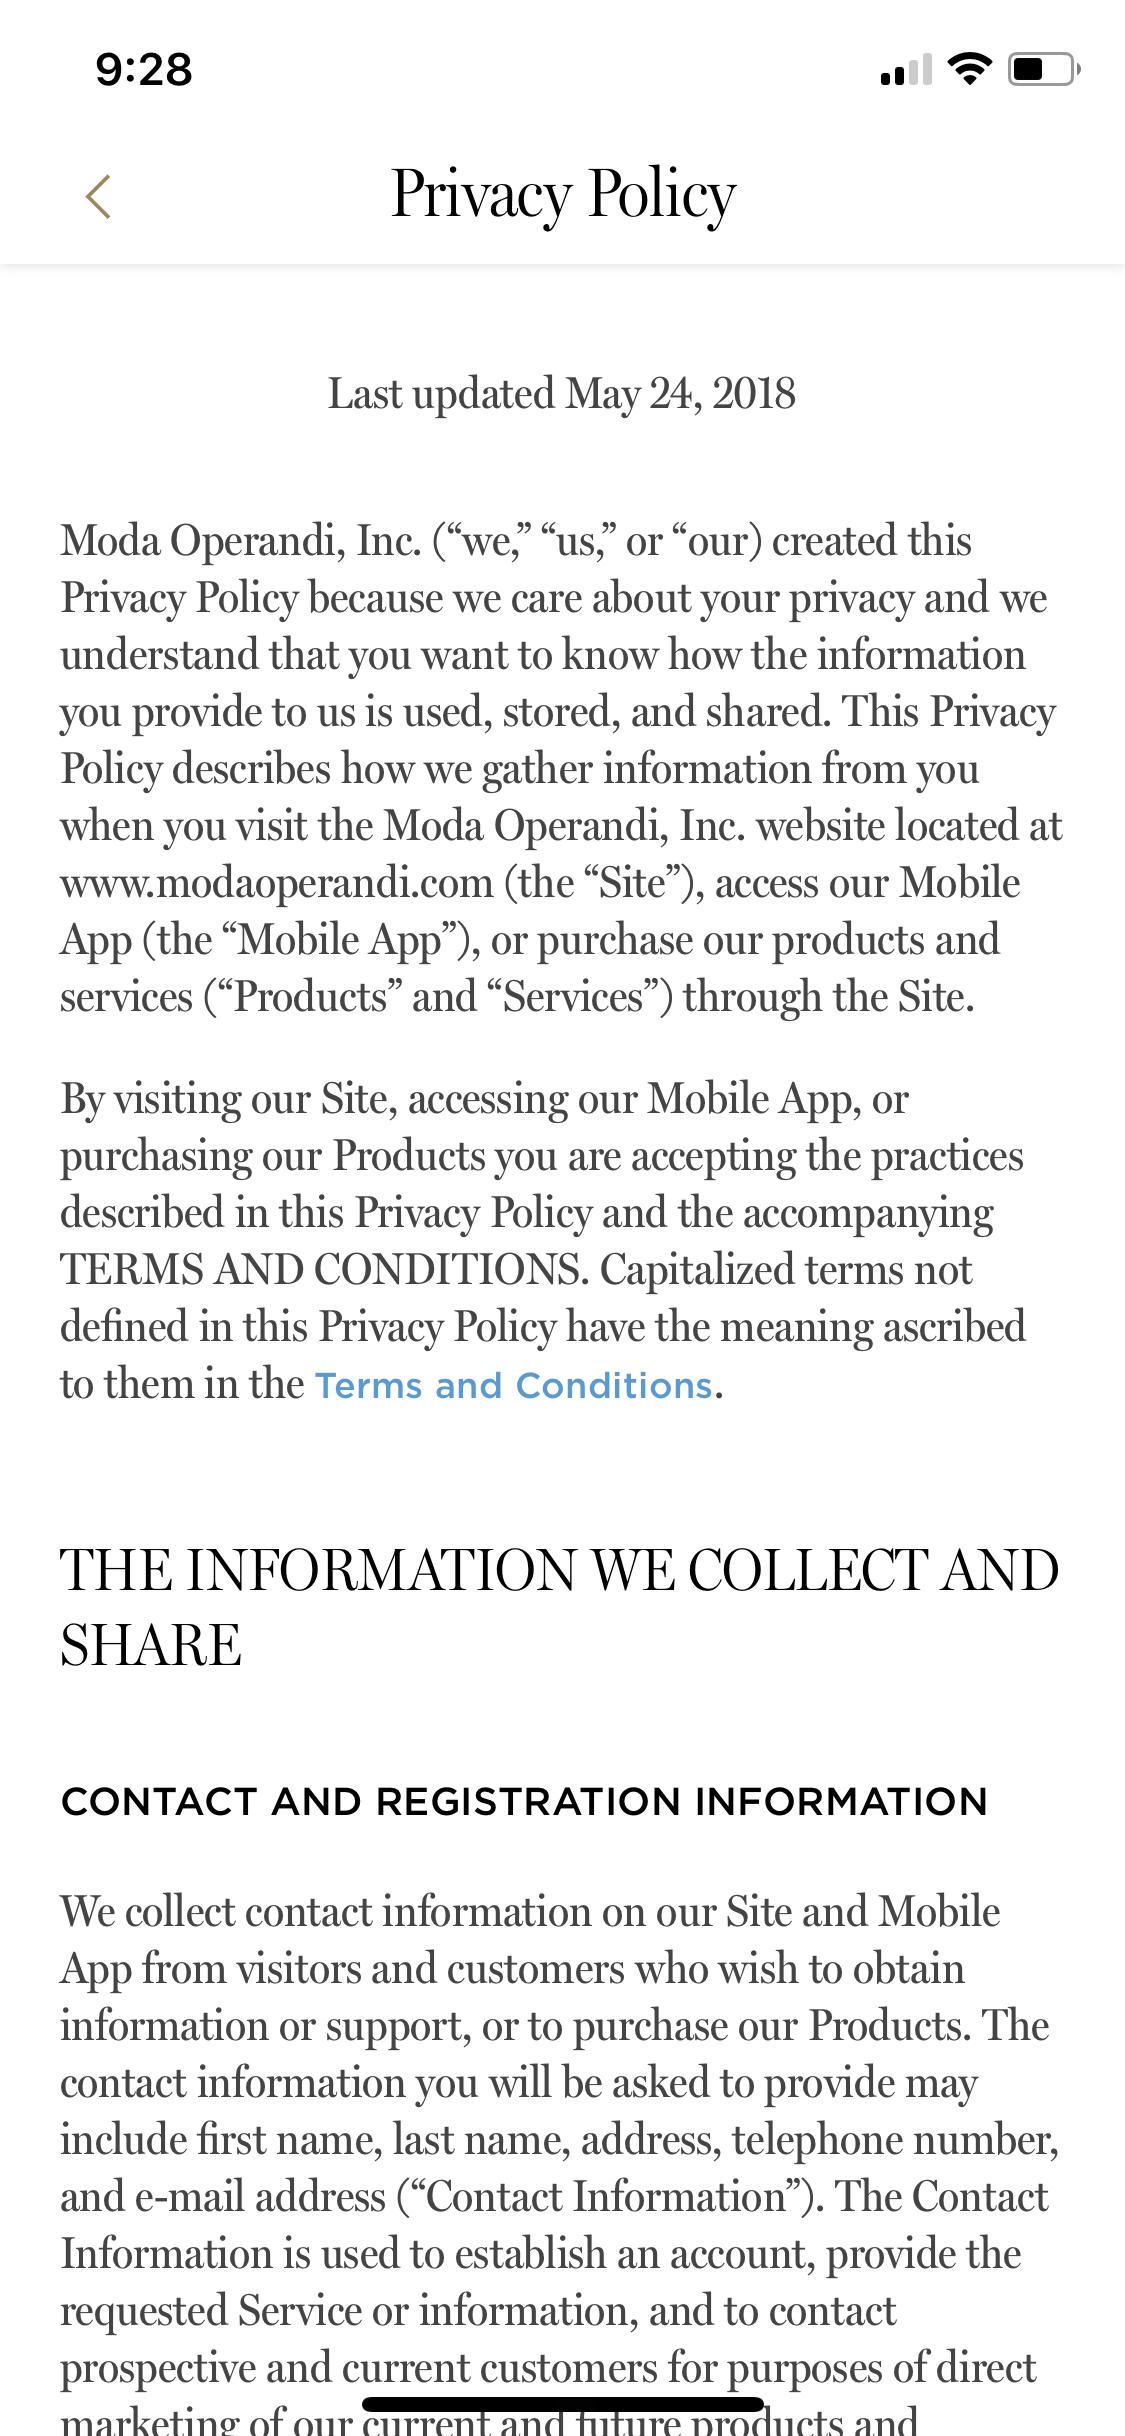 9:28
Privacy Policy
Last updated May 24, 2018
Moda Operandi, Inc. (“we,” “us,” or “our) created this
Privacy Policy because we care about your privacy and we
understand that you want to know how the information
you provide to us is used, stored, and shared. This Privacy
Policy describes how we gather information from you
when you visit the Moda Operandi, Inc. website located at
www.modaoperandi.com (the “Site”), access our Mobile
App (the “Mobile App”), or purchase our products and
services (“Products” and “Services”) through the Site.
By visiting our Site, accessing our Mobile App, or
purchasing our Products you are accepting the practices
described in this Privacy Policy and the accompanying
TERMS AND CONDITIONS. Capitalized terms not
defined in this Privacy Policy have the meaning ascribed
to them in the Terms and Conditions.
THE INFORMATION WE COLLECT AND
SHARE
CONTACT AND REGISTRATION INFORMATION
We collect contact information on our Site and Mobile
App from visitors and customers who wish to obtain
information or support, or to purchase our Products. The
contact information you will be asked to provide may
include first name, last name, address, telephone number,
and e-mail address (“Contact Information”). The Contact
Information is used to establish an account, provide the
requested Service or information, and to contact
prospective and current customers for purposes of direct
marketing of our current and future products and